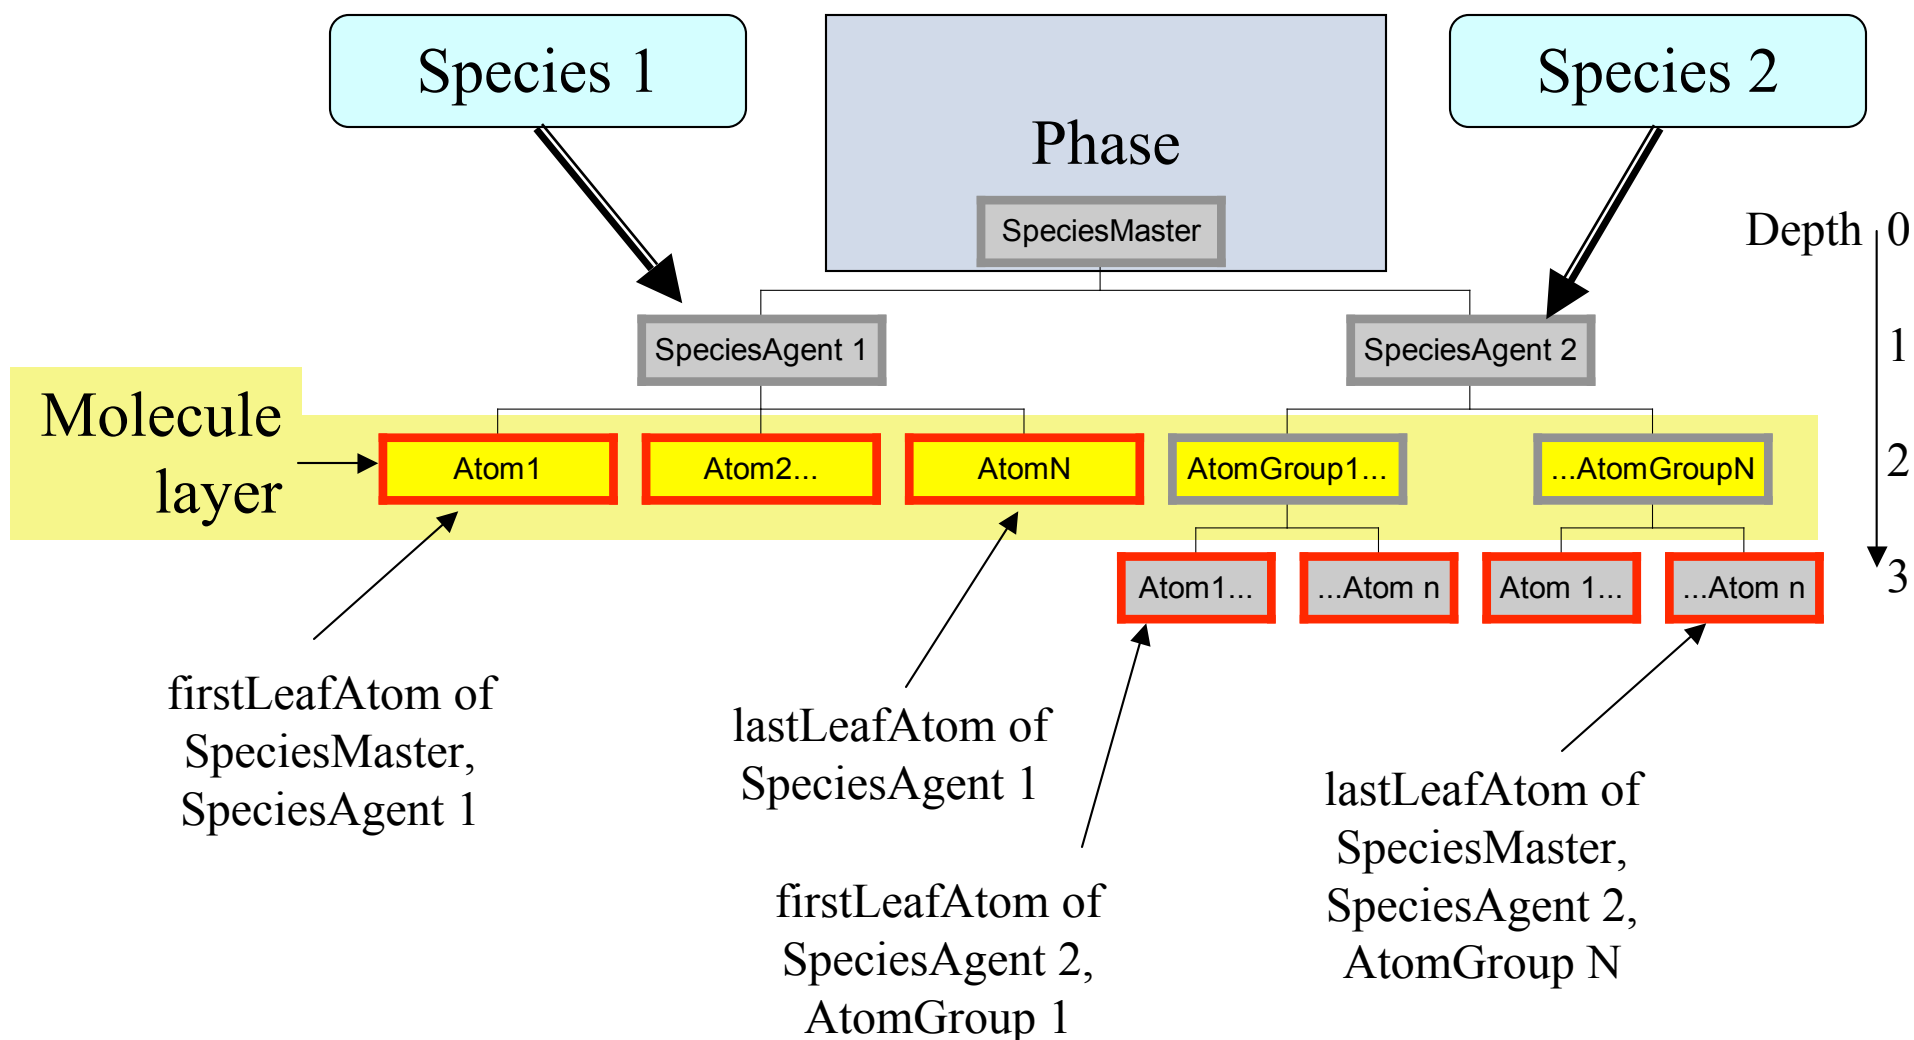 Species 1
Species 2
Phase
SpeciesMaster
Depth 0
SpeciesAgent 1
SpeciesAgent 2
1
Molecule
layer
Atom1
Atom2...
AtomN
AtomGroup1...
...AtomGroupN
2
Atom1...
...Atom n
Atom 1...
...Atom n
3
firstLeafAtom of
SpeciesMaster,
SpeciesAgent 1
lastLeafAtom of
SpeciesAgent 1
firstLeafAtom of
SpeciesAgent 2,
AtomGroup 1
lastLeafAtom of
SpeciesMaster,
SpeciesAgent 2,
AtomGroup N